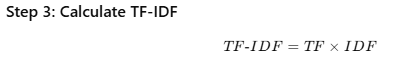 Step 3: Calculate TF-IDF
TF-IDF = TF × IDF